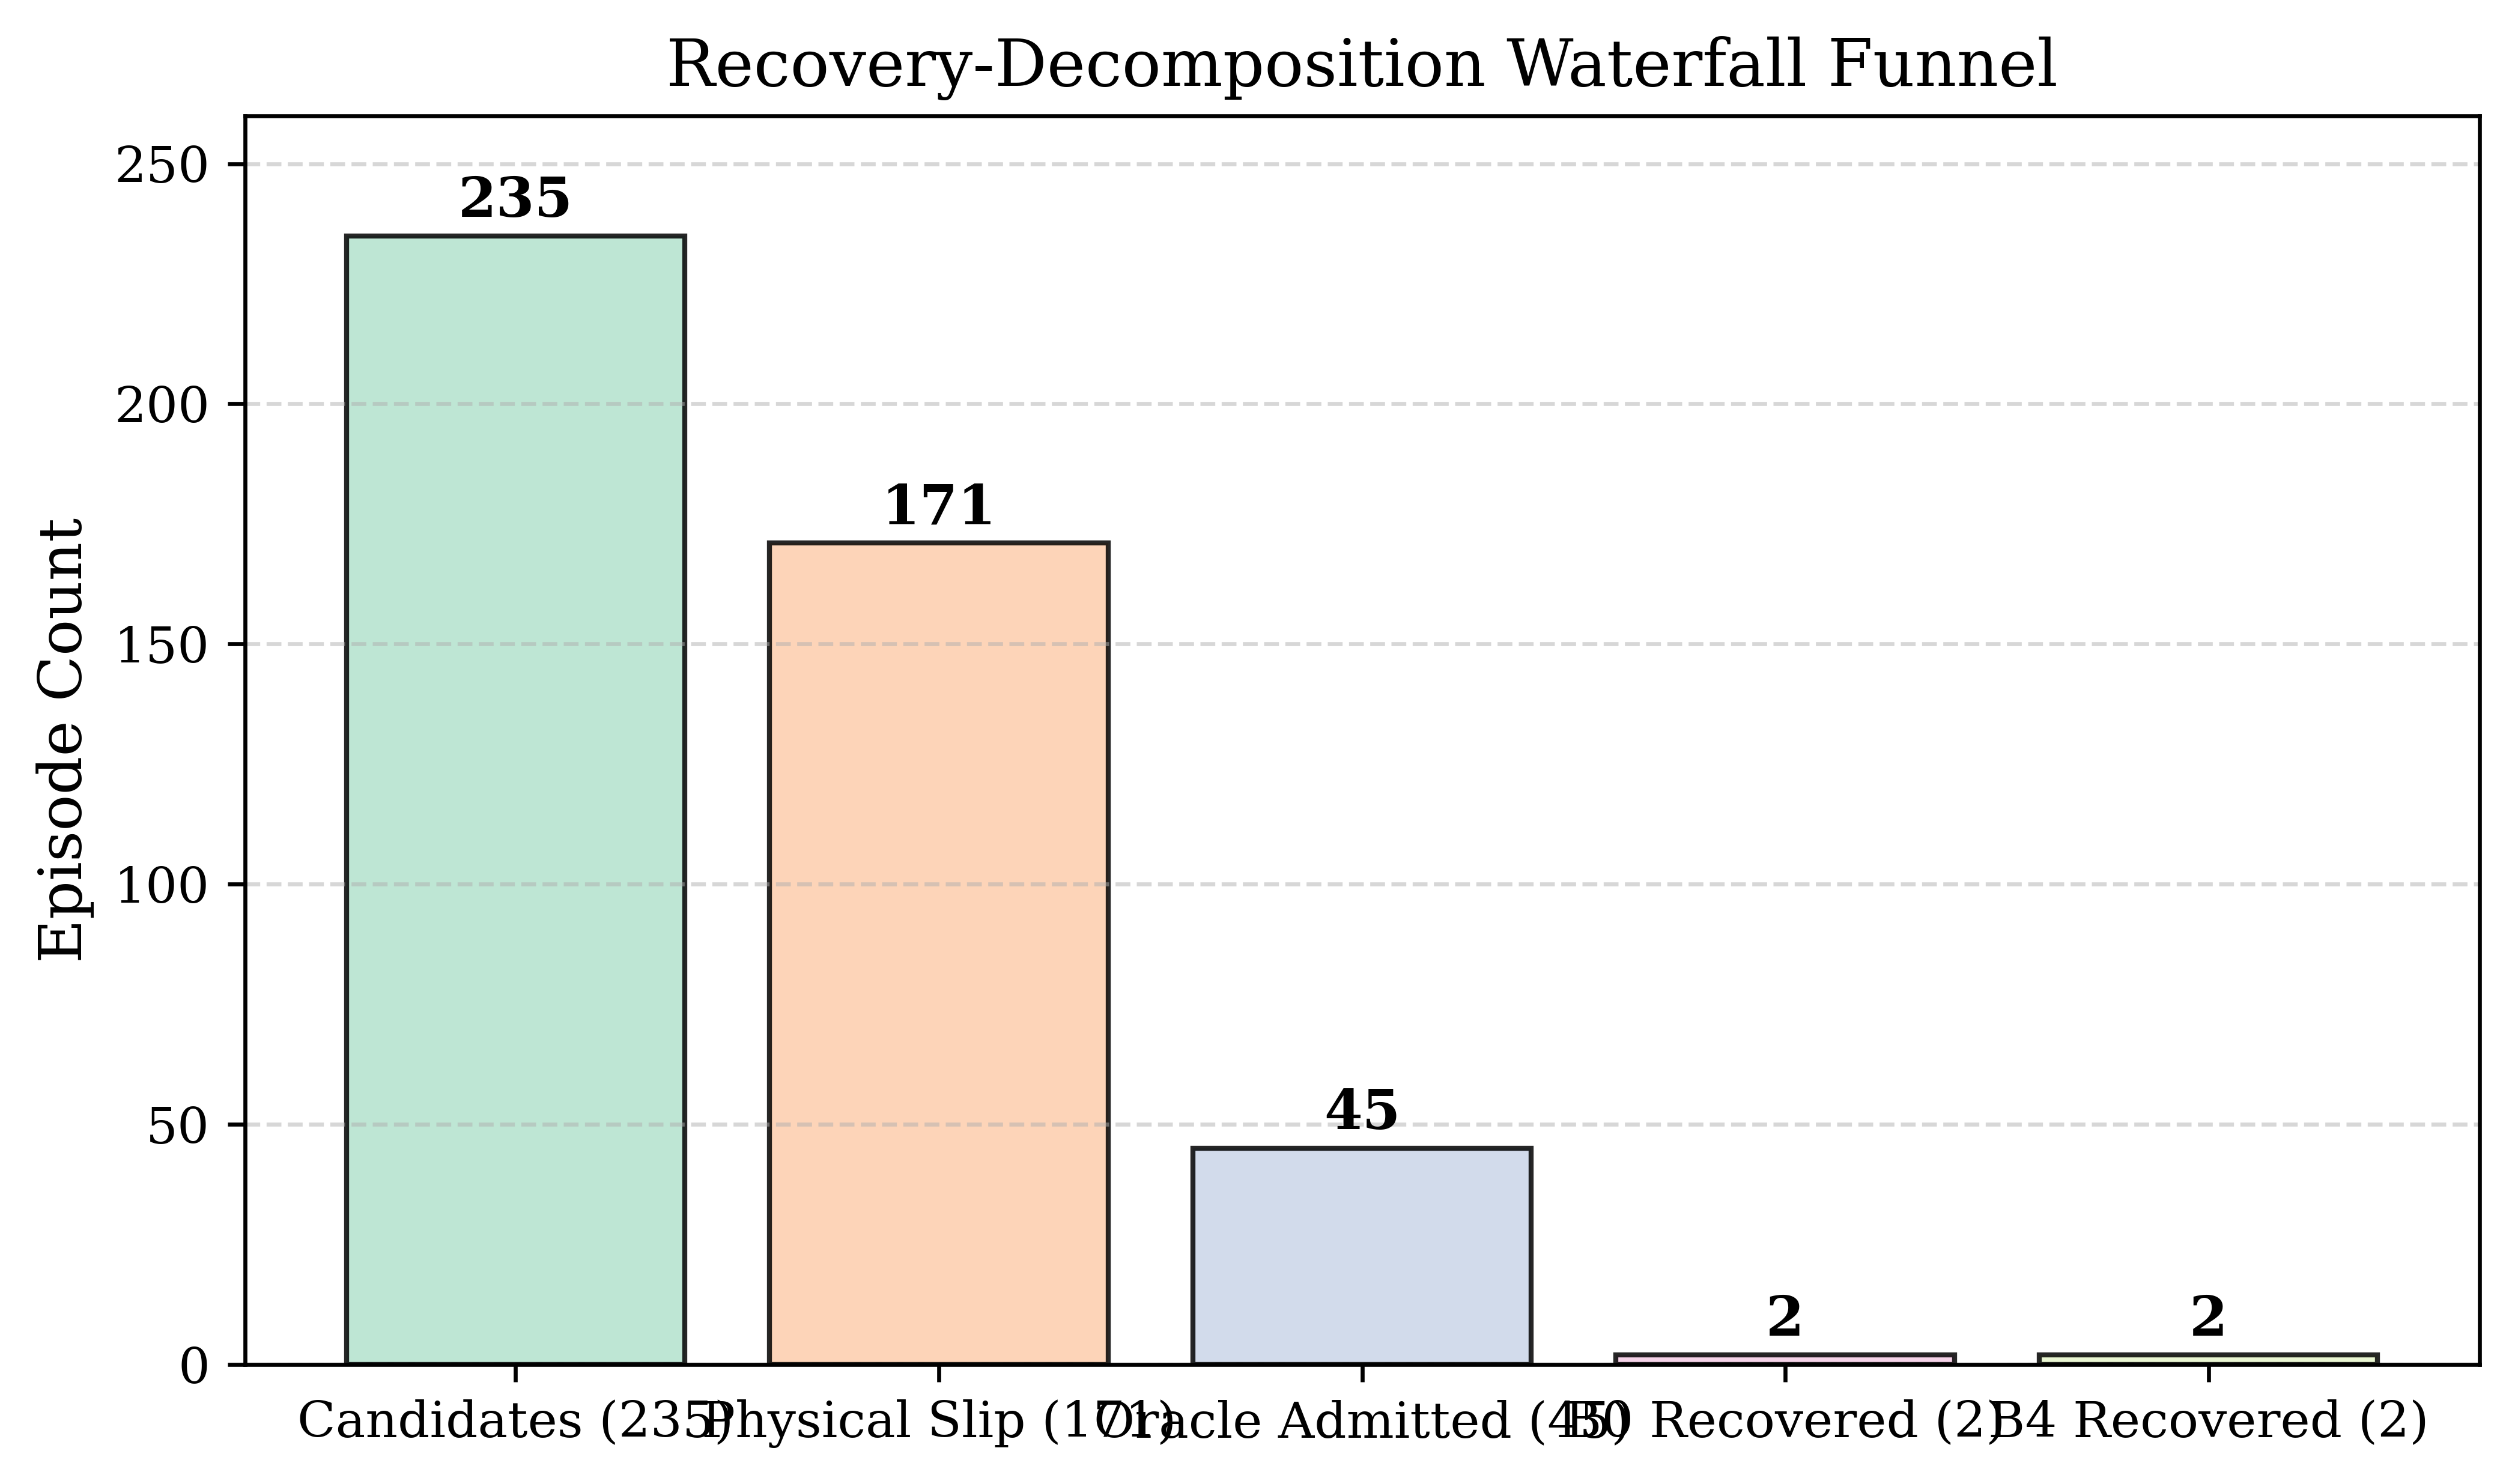 Recovery-Decomposition Waterfall Funnel
Episode Count
250
200
150
100
50
0
235
171
45
2
2
Candidates (235)
Physical Slip (171)
Oracle Admitted (45)
B0 Recovered (2)
B4 Recovered (2)